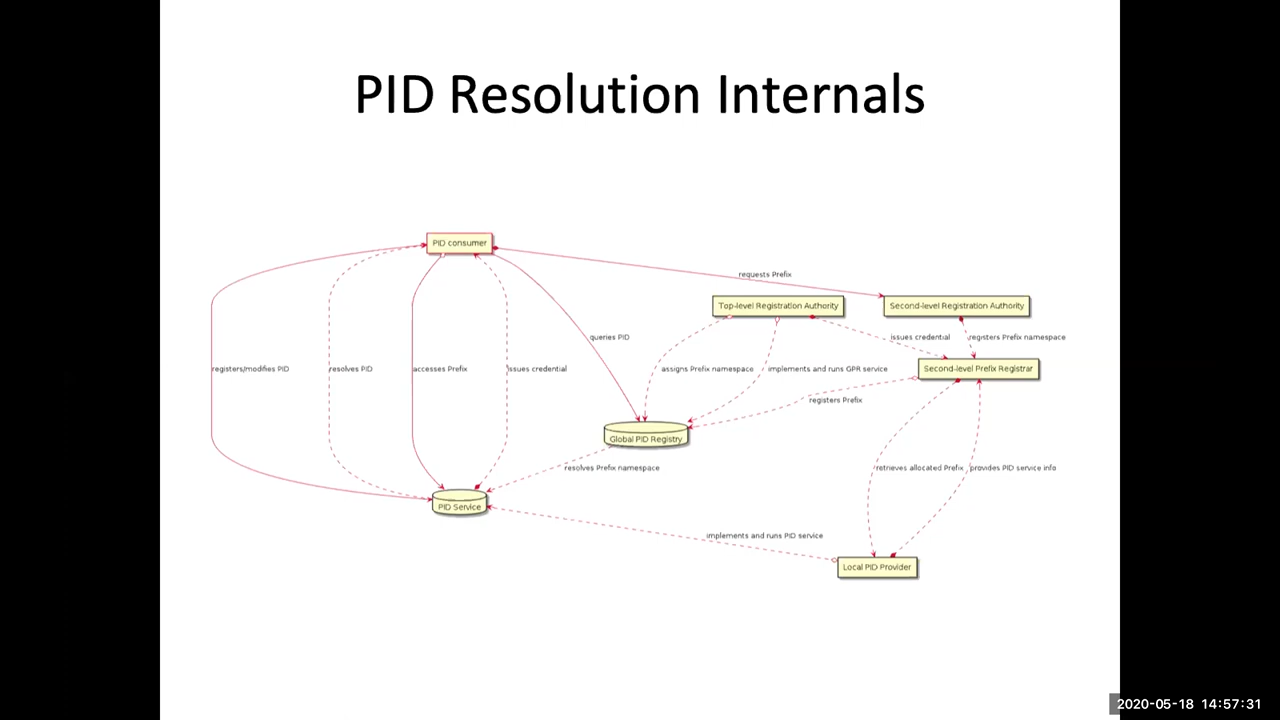 PID Resolution Internals
PID consumer
requests Prefix
Top-level Registration Authority
Second-level Registration Authority
queries PID
issues credential
registers Prefix namespace
registers/modifies PID
resolves PID
accesses Prefix
issues credential
assigns Prefix namespace
implements and runs GPR service
Second-level Prefix Registrar
registers Prefix
Global PID Registry
resolves Prefix namespace
retrieves allocated Prefix
provides PID service info
PID Service
implements and runs PID service
Local PID Provider
2020-05-18 14:57:31